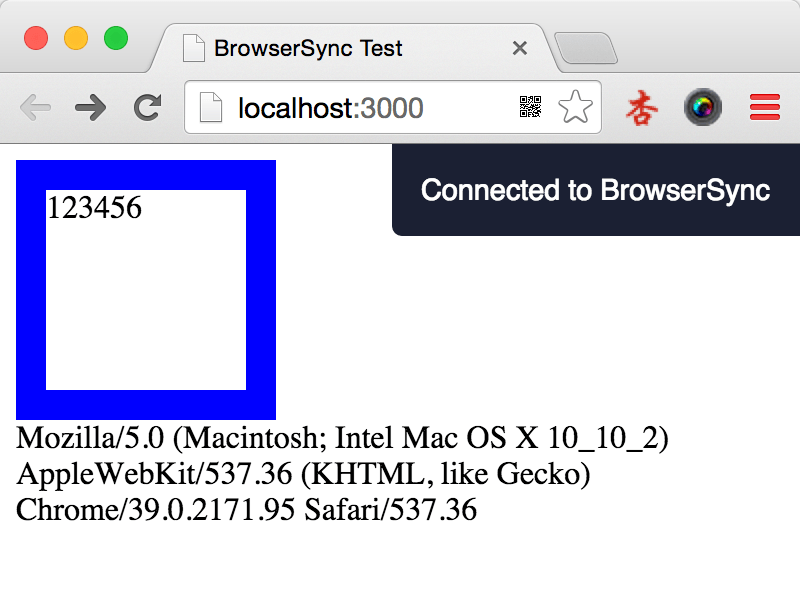 BrowserSync Test
localhost:3000
杏
Connected to BrowserSync
123456
Mozilla/5.0 (Macintosh; Intel Mac OS X 10_10_2)
AppleWebKit/537.36 (KHTML, like Gecko)
Chrome/39.0.2171.95 Safari/537.36